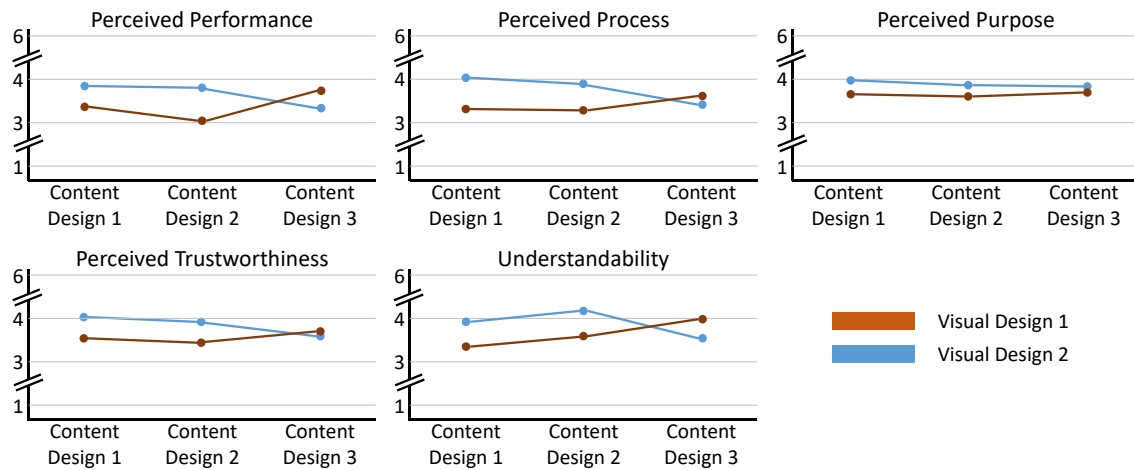 Perceived Performance
6
4
3
1
Content Design 1
Content Design 2
Content Design 3
Perceived Process
6
4
3
1
Content Design 1
Content Design 2
Content Design 3
Perceived Purpose
6
4
3
1
Content Design 1
Content Design 2
Content Design 3
Perceived Trustworthiness
6
4
3
1
Content Design 1
Content Design 2
Content Design 3
Understandability
6
4
3
1
Content Design 1
Content Design 2
Content Design 3
Visual Design 1
Visual Design 2